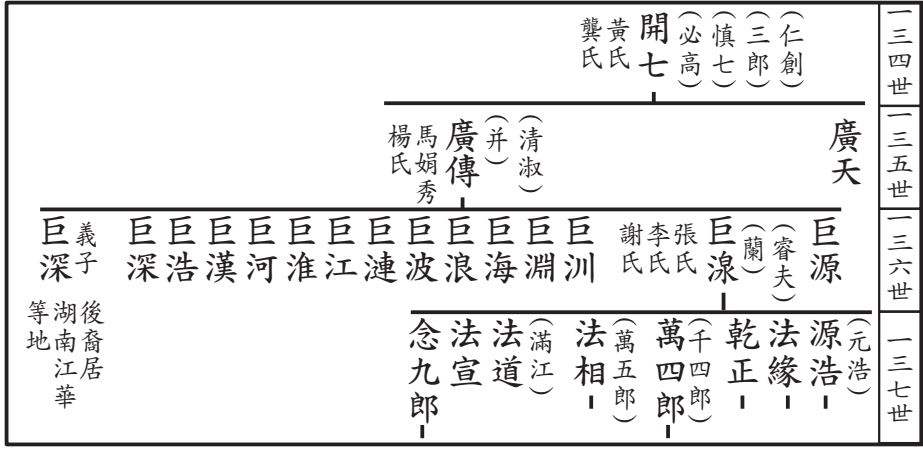 一三四世
(仁創)
(三郎)
(慎七)
(必高)
開七
黃氏
龔氏
一三五世
廣天
(清淑)
(并)
廣傳
馬娟秀
楊氏
一三六世
巨源
(睿夫)
(蘭)
巨湶
張氏
李氏
謝氏
巨汌
巨淵
巨海
巨浪
巨波
巨漣
巨江
巨淮
巨河
巨漢
巨浩
巨深
義子
巨深
後裔居
湖南江華
等地
一三七世
(元浩)
源浩
法緣
乾正
(千四郎)
萬四郎
(萬五郎)
法相
(滿江)
法道
法宣
念九郎